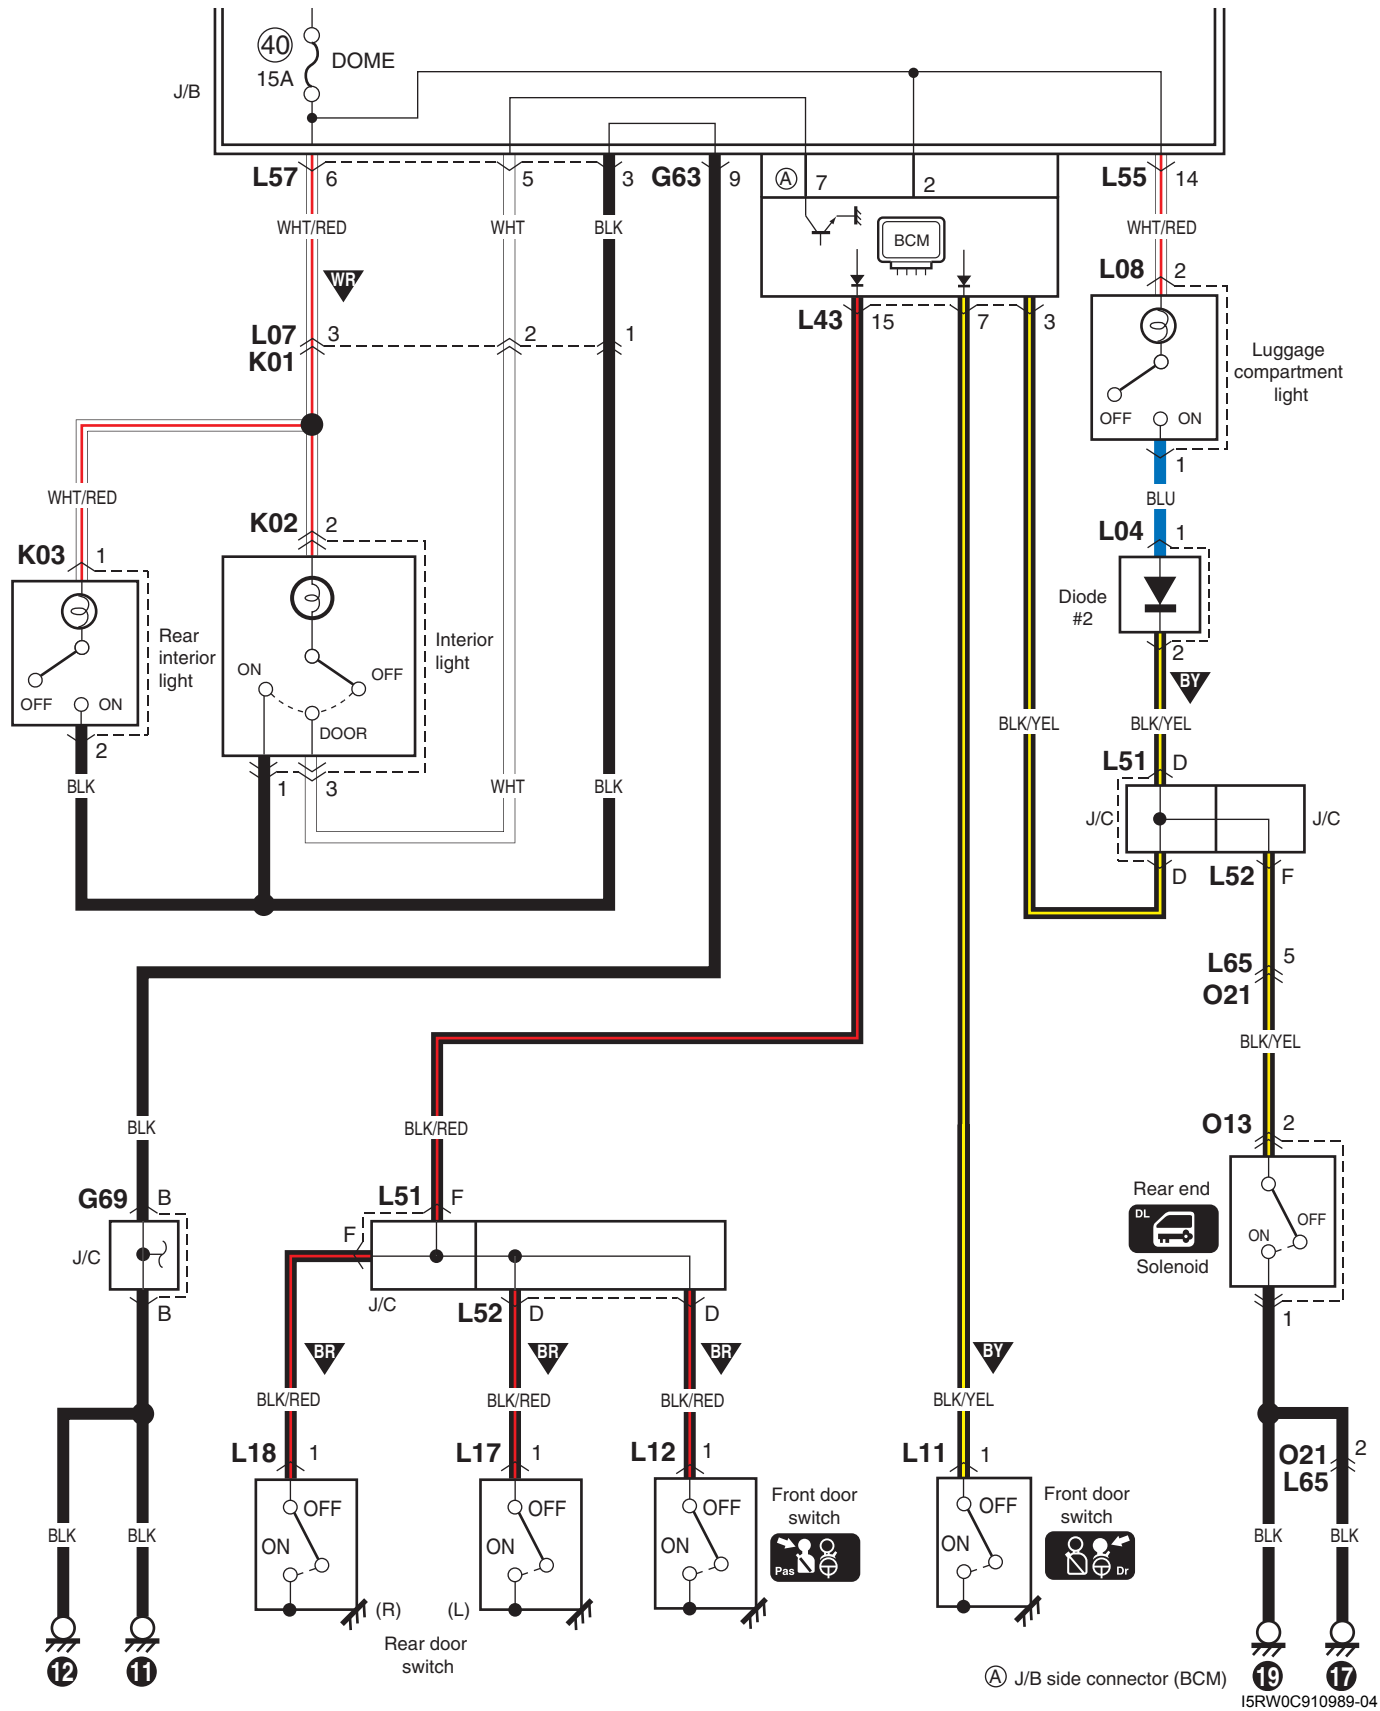 40
15A
DOME
J/B
L57
6
5
3
G63
9
A
7
2
L55
14
WHT/RED
WHT
BLK
BCM
WHT/RED
WR
L08
2
L43
15
7
3
L07
3
2
1
K01
Luggage
compartment
light
OFF
ON
1
WHT/RED
BLU
K02
2
L04
1
K03
1
Diode
#2
Rear
interior
light
Interior
light
ON
OFF
DOOR
OFF
ON
2
BY
2
BLK/YEL
BLK/YEL
L51
D
1
3
BLK
WHT
BLK
J/C
J/C
D
L52
F
L65
5
O21
BLK/YEL
BLK
BLK/RED
O13
2
G69
B
L51
F
F
Rear end
DL
Solenoid
ON
OFF
J/C
B
J/C
L52
D
D
1
BR
BR
BR
BY
BLK/RED
BLK/RED
BLK/RED
BLK/YEL
L18
1
L17
1
L12
1
L11
1
O21
2
L65
OFF
ON
OFF
ON
OFF
ON
Front door
switch
Pas
OFF
ON
Front door
switch
Dr
BLK
BLK
BLK
BLK
(R)
(L)
Rear door
switch
12
11
A J/B side connector (BCM)
19
17
I5RW0C910989-04